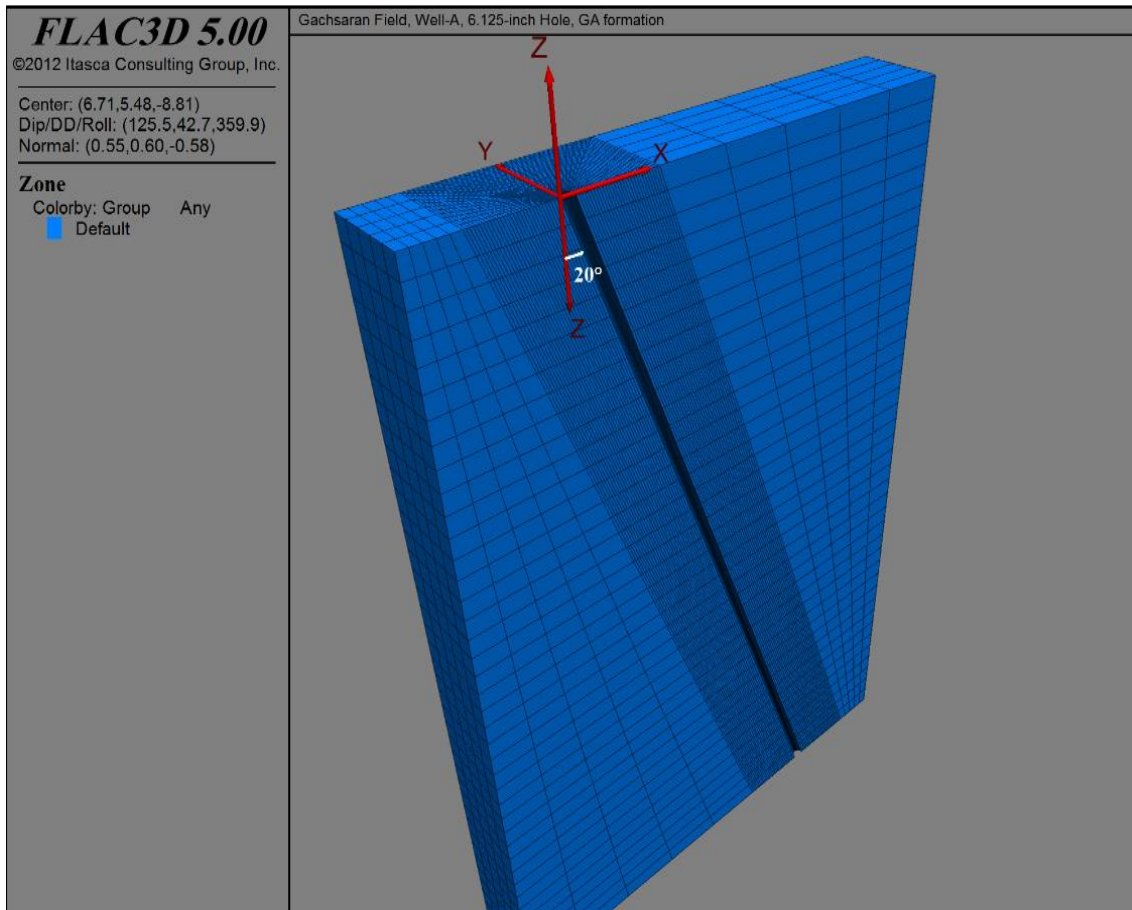 FLAC3D 5.00
©2012 Itasca Consulting Group, Inc.
Center: (6.71,5.48,-8.81)
Dip/DD/Roll: (125.5,42.7,359.9)
Normal: (0.55,0.60,-0.58)
Zone
Colorby: Group Any
Default
Gachsaran Field, Well-A, 6.125-inch Hole, GA formation
Z
Y
X
20°
Z